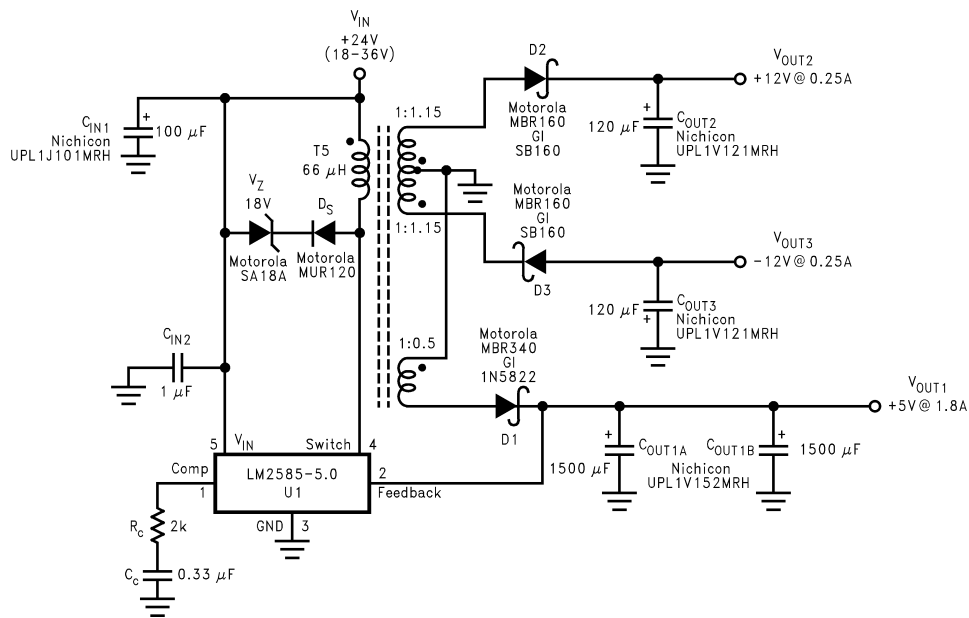 V_IN
+24V
(18-36V)
C_IN1
Nichicon
UPL1J101MRH
+
100 μF
T5
66 μH
1:1.15
1:1.15
D2
Motorola
MBR160
GI
SB160
V_OUT2
+12V@0.25A
120 μF
+
C_OUT2
Nichicon
UPL1V121MRH
V_Z
18V
Motorola
SA18A
D_S
Motorola
MUR120
Motorola
MBR160
GI
SB160
D3
V_OUT3
-12V@0.25A
120 μF
+
C_OUT3
Nichicon
UPL1V121MRH
C_IN2
1 μF
1:0.5
Motorola
MBR340
GI
1N5822
D1
V_OUT1
+5V@1.8A
+
C_OUT1A
1500 μF
C_OUT1B
+
1500 μF
Nichicon
UPL1V152MRH
5
V_IN
Switch
4
Comp
1
LM2585-5.0
U1
2
Feedback
GND
3
R_c
2k
C_c
0.33 μF